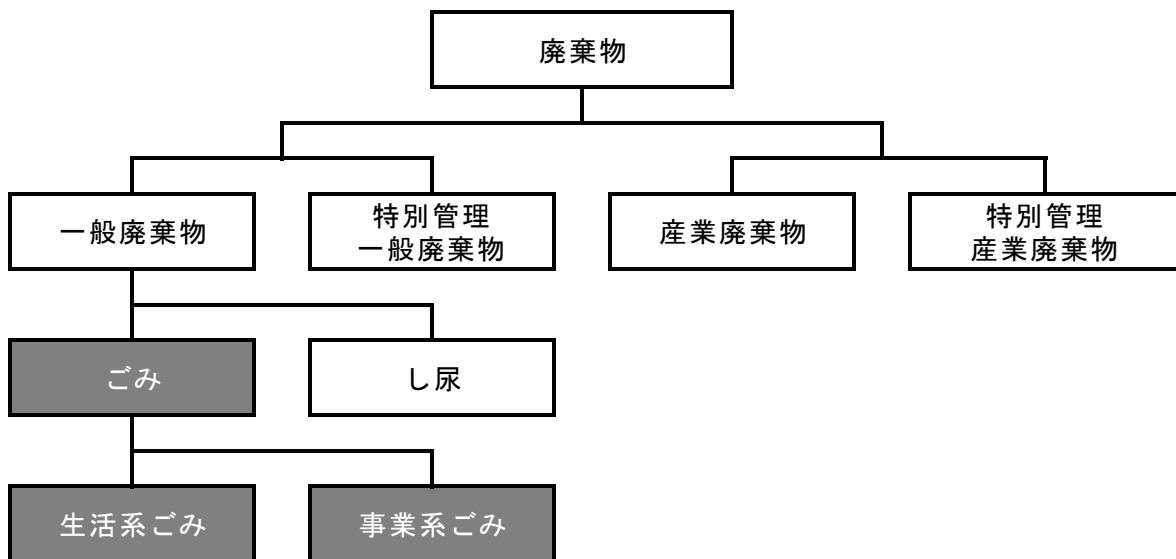 廃棄物
一般廃棄物
特別管理
一般廃棄物
産業廃棄物
特別管理
産業廃棄物
ごみ
し尿
生活系ごみ
事業系ごみ